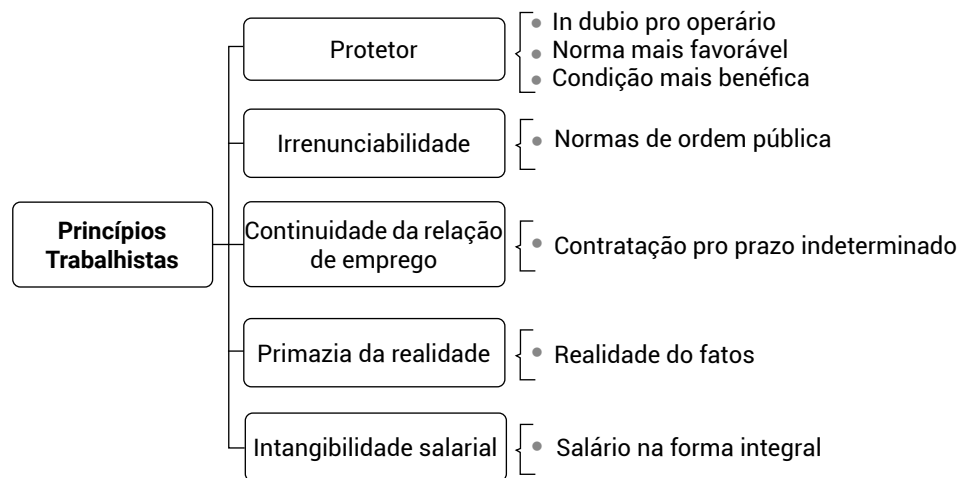 Princípios
Trabalhistas
Protetor
In dubio pro operário
Norma mais favorável
Condição mais benéfica
Irrenunciabilidade
Normas de ordem pública
Continuidade da relação
de emprego
Contratação pro prazo indeterminado
Primazia da realidade
Realidade do fatos
Intangibilidade salarial
Salário na forma integral